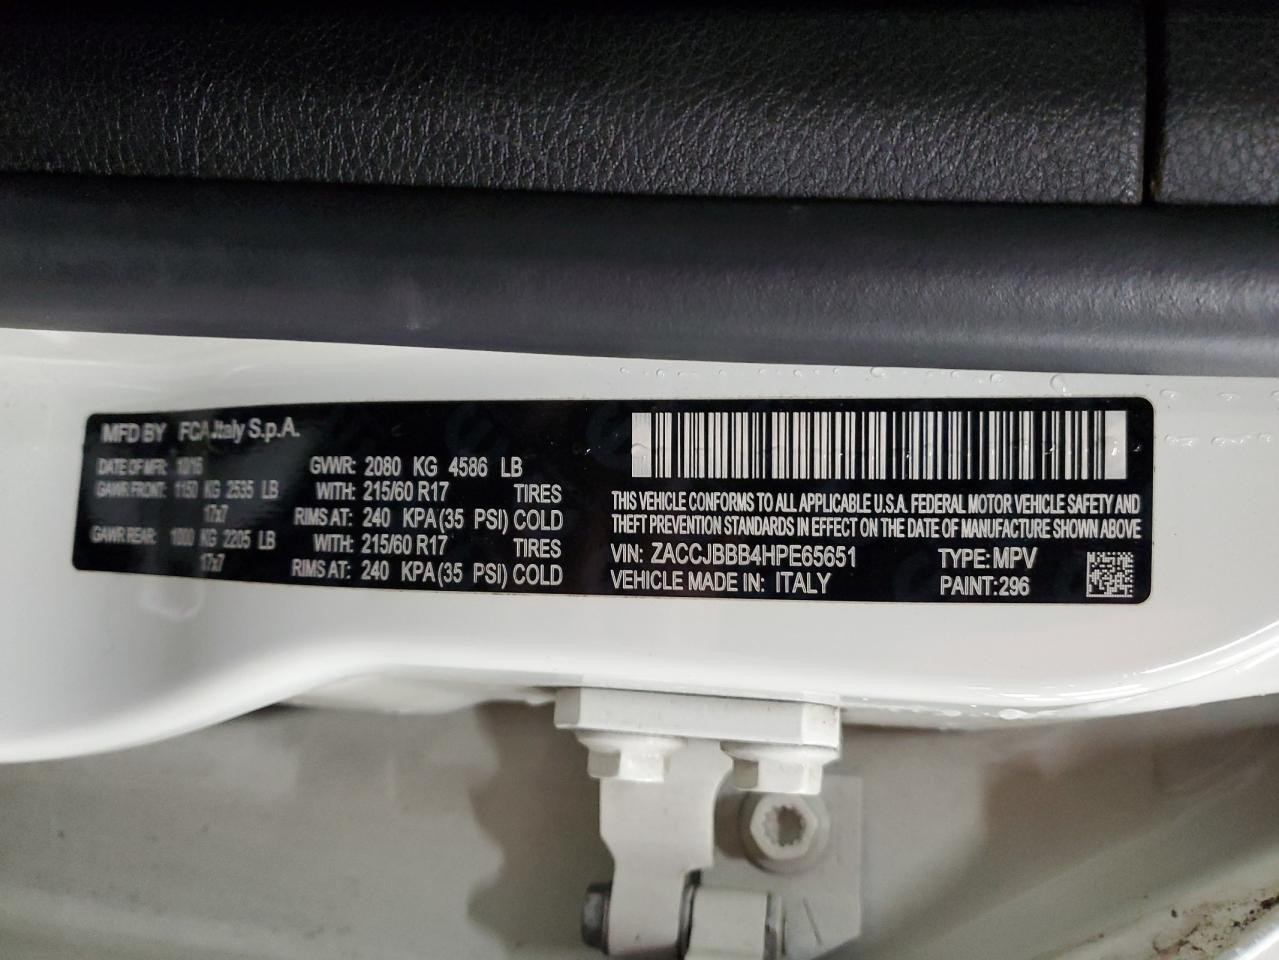 MFD BY FCA Italy S.p.A.
DATE OF MFR: 10/16 GVWR: 2080 KG 4586 LB
GAWR FRONT: 1150 KG 2535 LB WITH: 215/60 R17 TIRES
17x7 RIMS AT: 240 KPA (35 PSI) COLD
GAWR REAR: 1000 KG 2205 LB WITH: 215/60 R17 TIRES
17x7 RIMS AT: 240 KPA (35 PSI) COLD
THIS VEHICLE CONFORMS TO ALL APPLICABLE U.S.A. FEDERAL MOTOR VEHICLE SAFETY AND
THEFT PREVENTION STANDARDS IN EFFECT ON THE DATE OF MANUFACTURE SHOWN ABOVE
VIN: ZACCJBBB4HPE65651 TYPE: MPV
VEHICLE MADE IN: ITALY PAINT:296